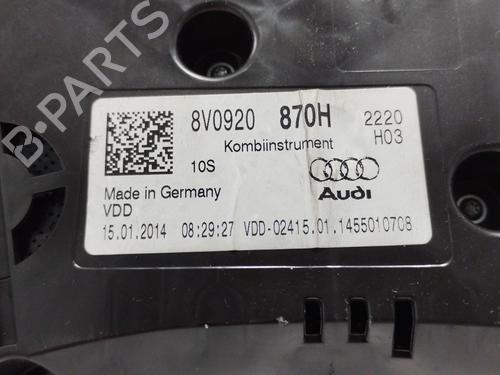 8V0920 870H 2220
H03
Kombiinstrument
10S
Audi
Made in Germany
VDD
15.01.2014 08:29:27 VDD-02415.01.1455010708
B-PARTS